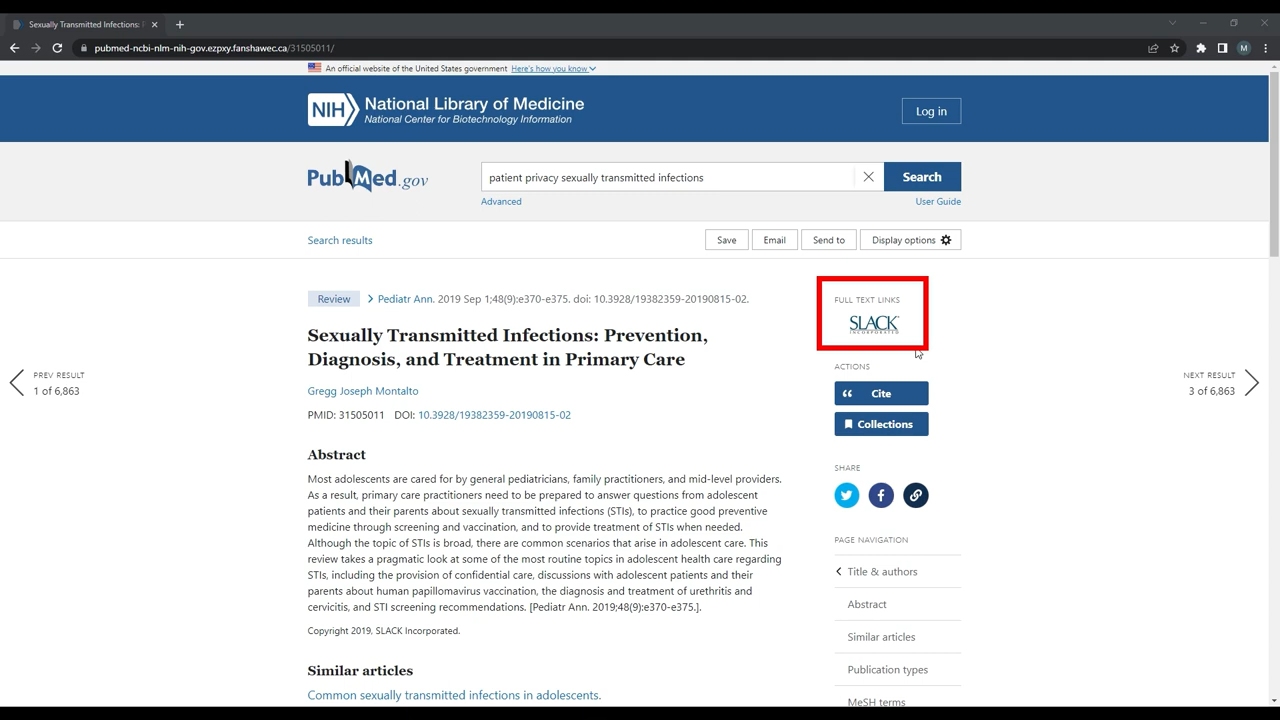 Sexually Transmitted Infections:
pubmed-ncbi-nlm-nih-gov.ezpxy.fanshawec.ca/31505011/
M
An official website of the United States government Here's how you know
NIH National Library of Medicine
National Center for Biotechnology Information
Log in
PubMed.gov
patient privacy sexually transmitted infections
Search
Advanced
User Guide
Search results
Save
Email
Send to
Display options
Review
Pediatr Ann. 2019 Sep 1;48(9):e370-e375. doi: 10.3928/19382359-20190815-02.
Sexually Transmitted Infections: Prevention,
Diagnosis, and Treatment in Primary Care
Gregg Joseph Montalto
PMID: 31505011 DOI: 10.3928/19382359-20190815-02
Abstract
Most adolescents are cared for by general pediatricians, family practitioners, and mid-level providers.
As a result, primary care practitioners need to be prepared to answer questions from adolescent
patients and their parents about sexually transmitted infections (STIs), to practice good preventive
medicine through screening and vaccination, and to provide treatment of STIs when needed.
Although the topic of STIs is broad, there are common scenarios that arise in adolescent care. This
review takes a pragmatic look at some of the most routine topics in adolescent health care regarding
STIs, including the provision of confidential care, discussions with adolescent patients and their
parents about human papillomavirus vaccination, the diagnosis and treatment of urethritis and
cervicitis, and STI screening recommendations. [Pediatr Ann. 2019;48(9):e370-e375.].
Copyright 2019, SLACK Incorporated.
Similar articles
Common sexually transmitted infections in adolescents.
PREV RESULT
1 of 6,863
NEXT RESULT
3 of 6,863
FULL TEXT LINKS
SLACK
INCORPORATED
ACTIONS
Cite
Collections
SHARE
PAGE NAVIGATION
Title & authors
Abstract
Similar articles
Publication types
MeSH terms